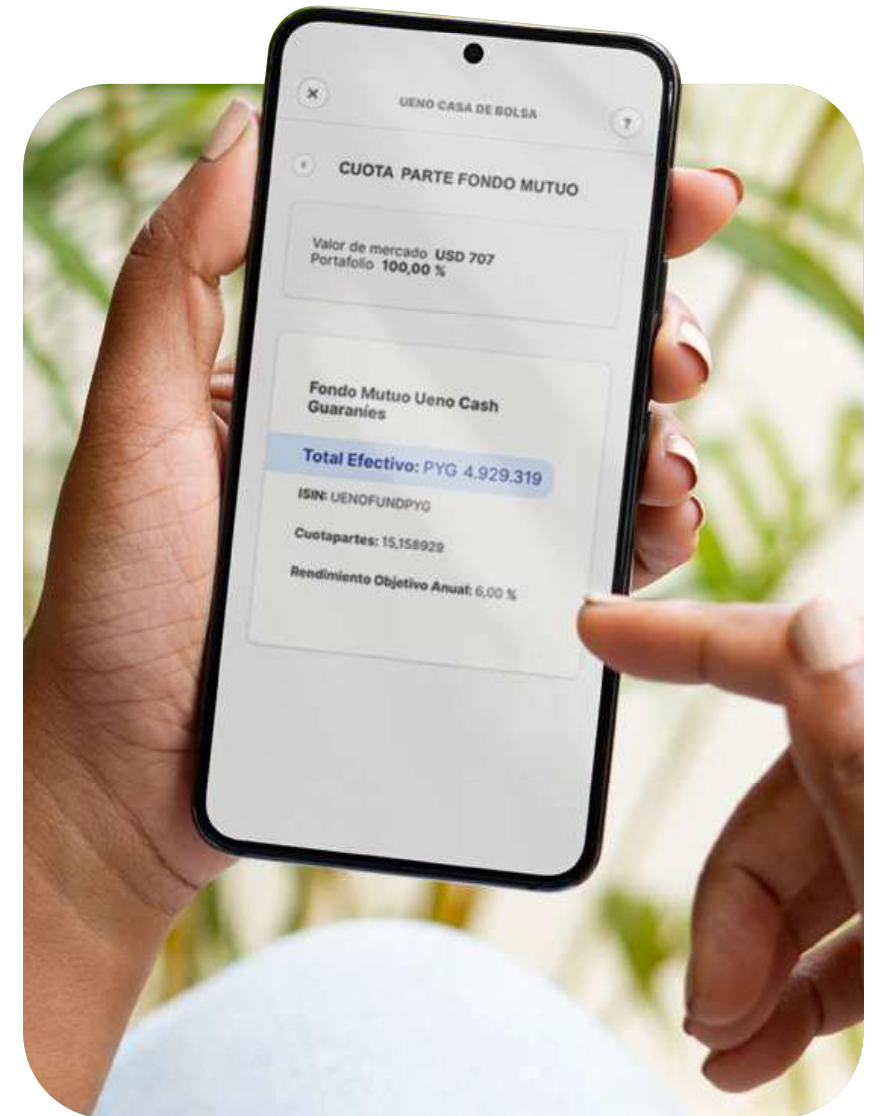 UENO CASA DE BOLSA
?
CUOTA PARTE FONDO MUTUO
Valor de mercado USD 707
Portafolio 100,00 %
Fondo Mutuo Ueno Cash
Guaraníes
Total Efectivo: PYG 4.929.319
ISIN: UENOFUNDPYG
Cuotapartes: 15,158929
Rendimiento Objetivo Anual: 6,00 %